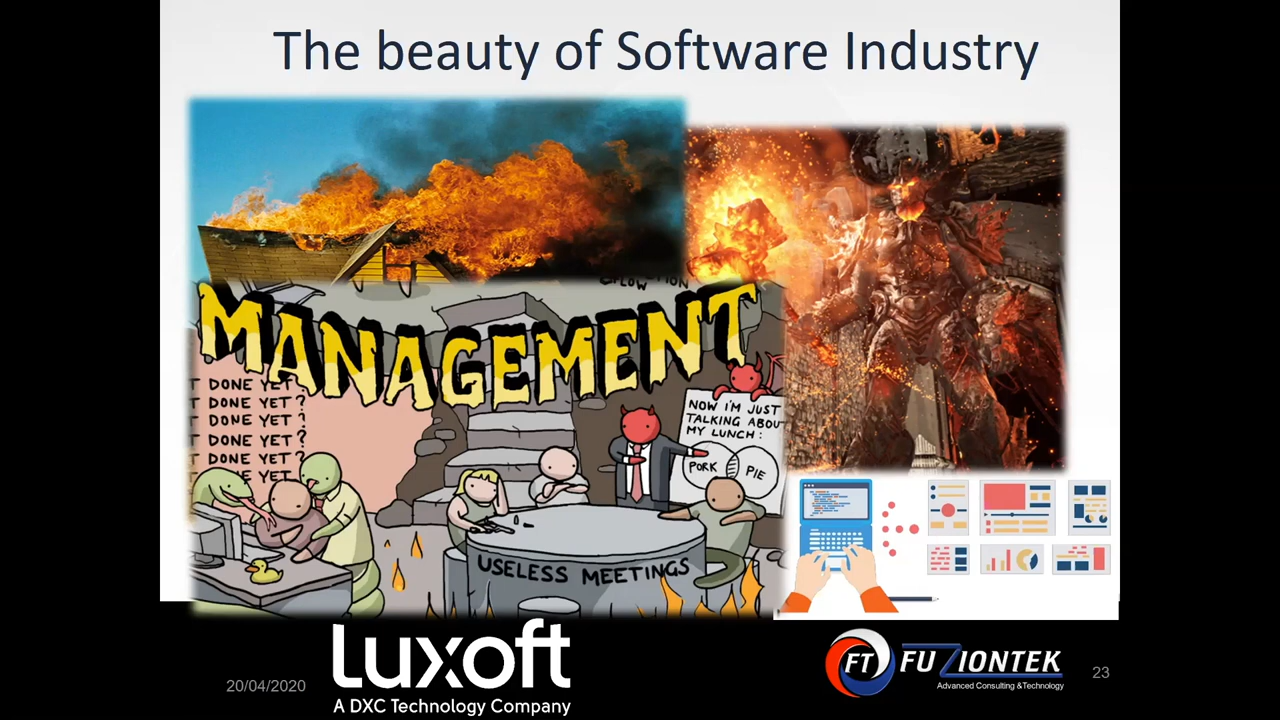 The beauty of Software Industry
MANAGEMENT
T DONE YET?
T DONE YET?
T DONE YET?
T DONE YET?
F DONE YET?
YET?
NOW I'M JUST
TALKING ABOUT
MY LUNCH:
PORK
PIE
USELESS MEETINGS
Luxoft
A DXC Technology Company
20/04/2020
FT
FUZIONTEK
Advanced Consulting &Technology
23